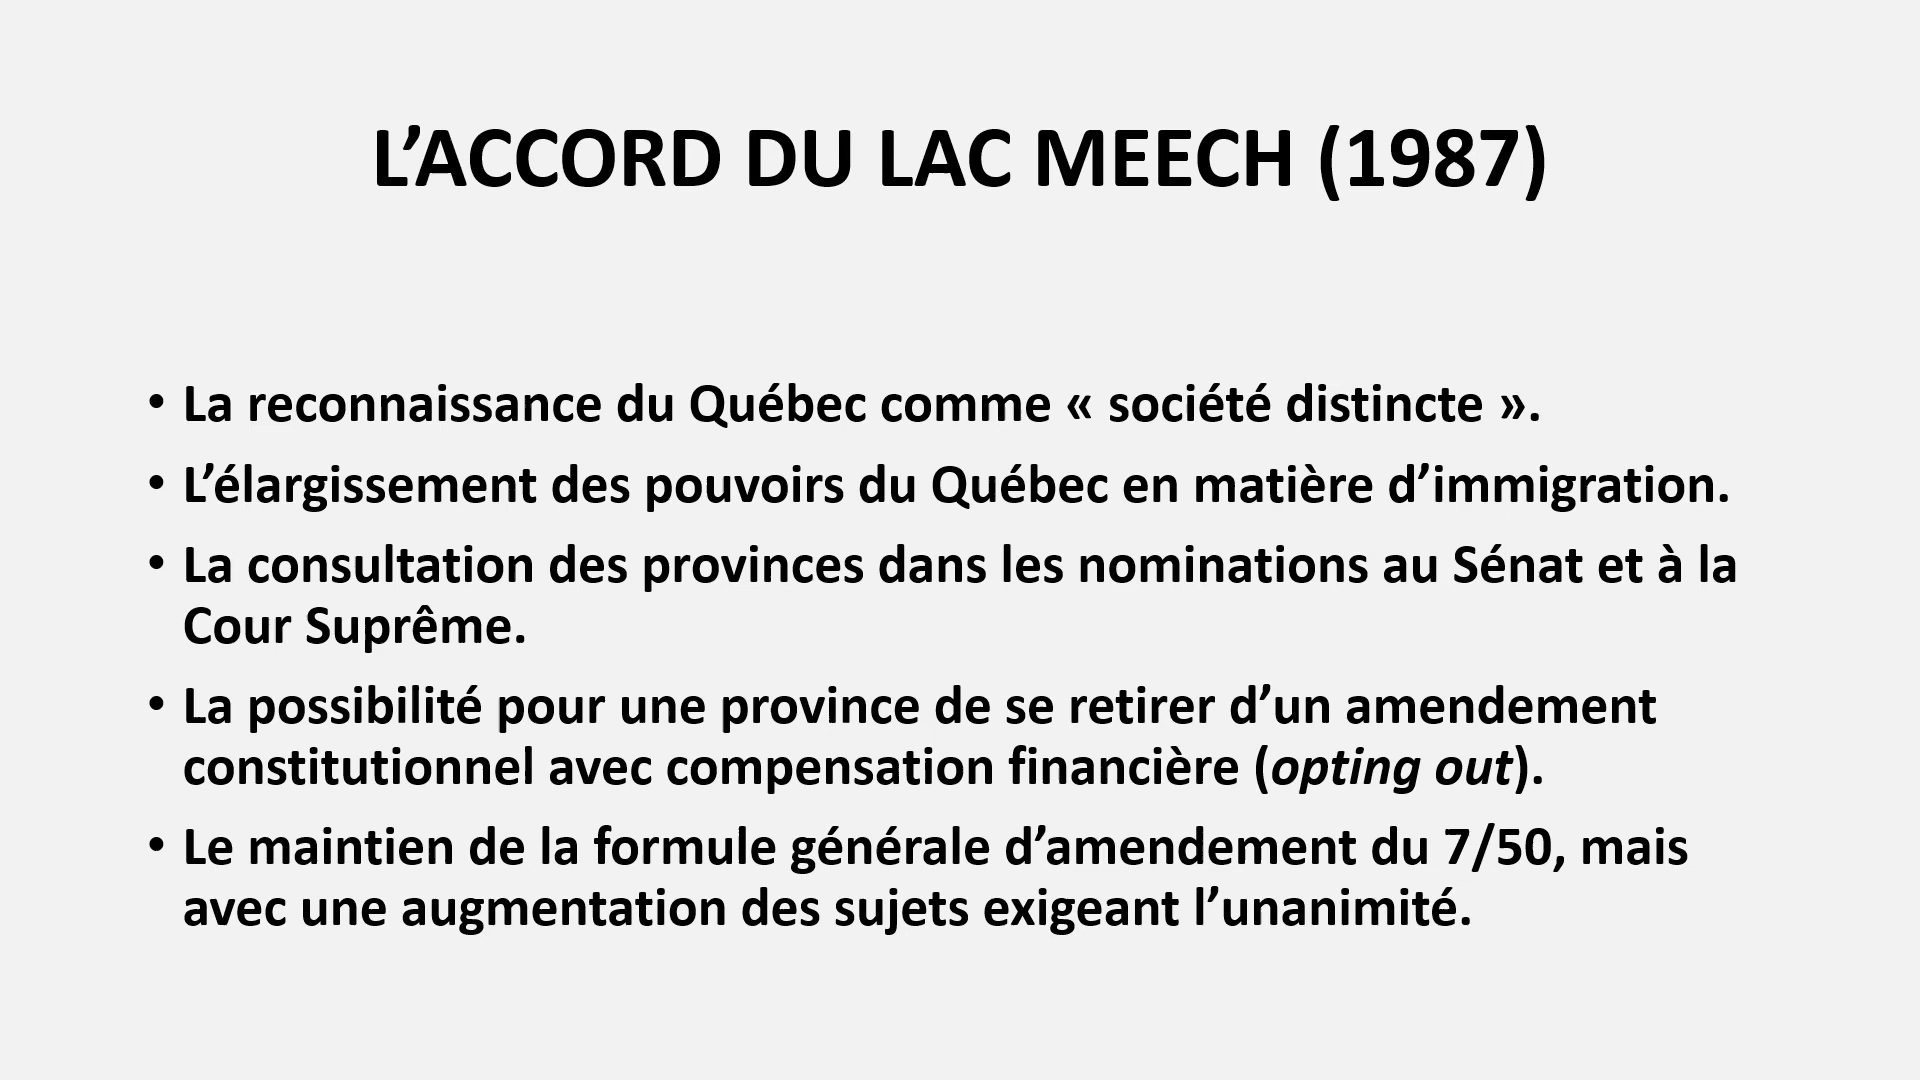 L’ACCORD DU LAC MEECH (1987)
• La reconnaissance du Québec comme « société distincte ».
• L’élargissement des pouvoirs du Québec en matière d’immigration.
• La consultation des provinces dans les nominations au Sénat et à la
Cour Suprême.
• La possibilité pour une province de se retirer d’un amendement
constitutionnel avec compensation financière (opting out).
• Le maintien de la formule générale d’amendement du 7/50, mais
avec une augmentation des sujets exigeant l’unanimité.